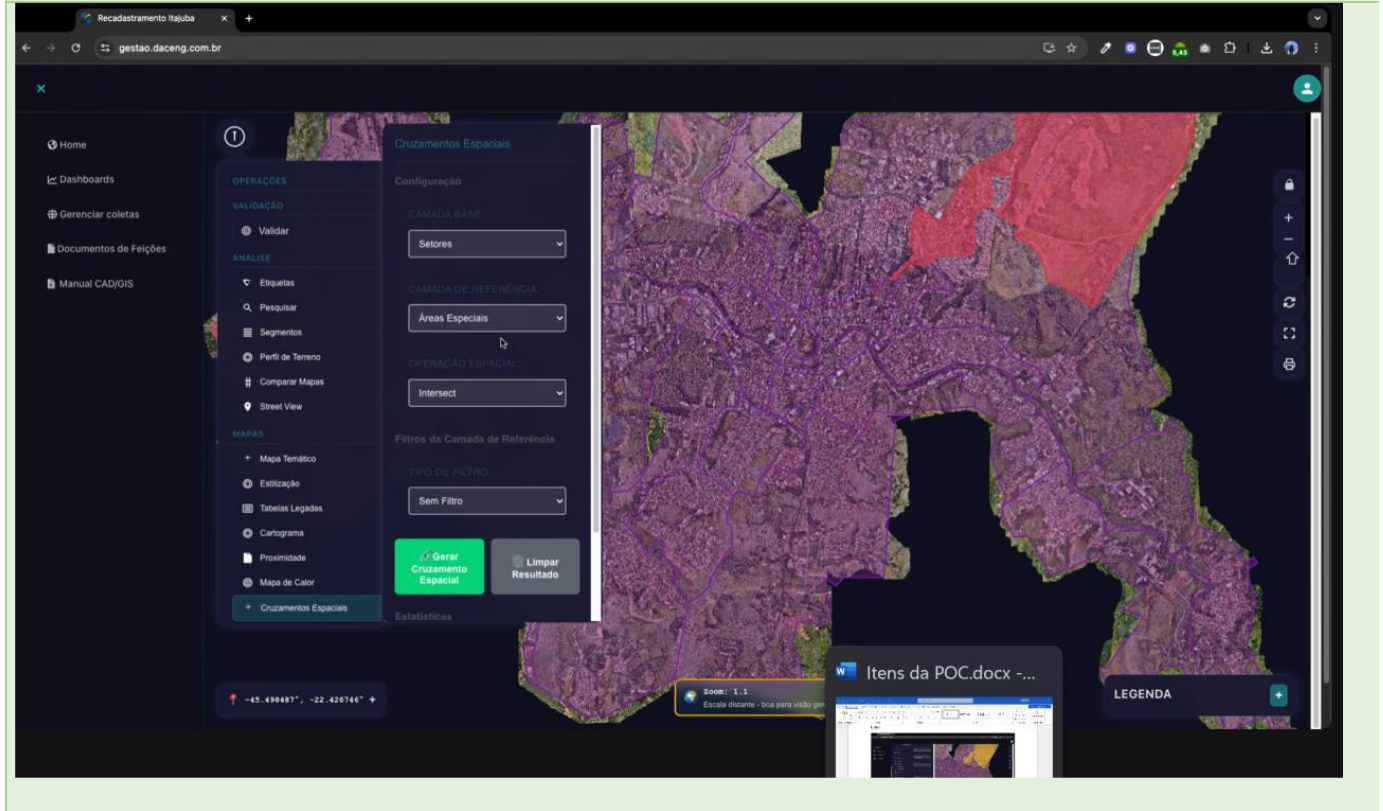 Recadastramento Itajuba
gestao.daceng.com.br
5,43
Home
Dashboards
Gerenciar coletas
Documentos de Feições
Manual CAD/GIS
OPERAÇÕES
VALIDAÇÃO
Validar
ANÁLISE
Etiquetas
Pesquisar
Segmentos
Perfil de Terreno
Comparar Mapas
Street View
MAPAS
Mapa Temático
Estilização
Tabelas Legadas
Cartograma
Proximidade
Mapa de Calor
Cruzamentos Espaciais
Cruzamentos Espaciais
Configuração
CAMADA BASE:
Setores
CAMADA DE REFERÊNCIA:
Áreas Especiais
OPERAÇÃO ESPACIAL:
Intersect
Filtros da Camada de Referência
TIPO DE FILTRO:
Sem Filtro
Gerar
Cruzamento
Espacial
Limpar
Resultado
Estatísticas
-45.498487°, -22.426746°
Zoom: 1.1
Escala distante - boa para visão ger
Itens da POC.docx -...
LEGENDA